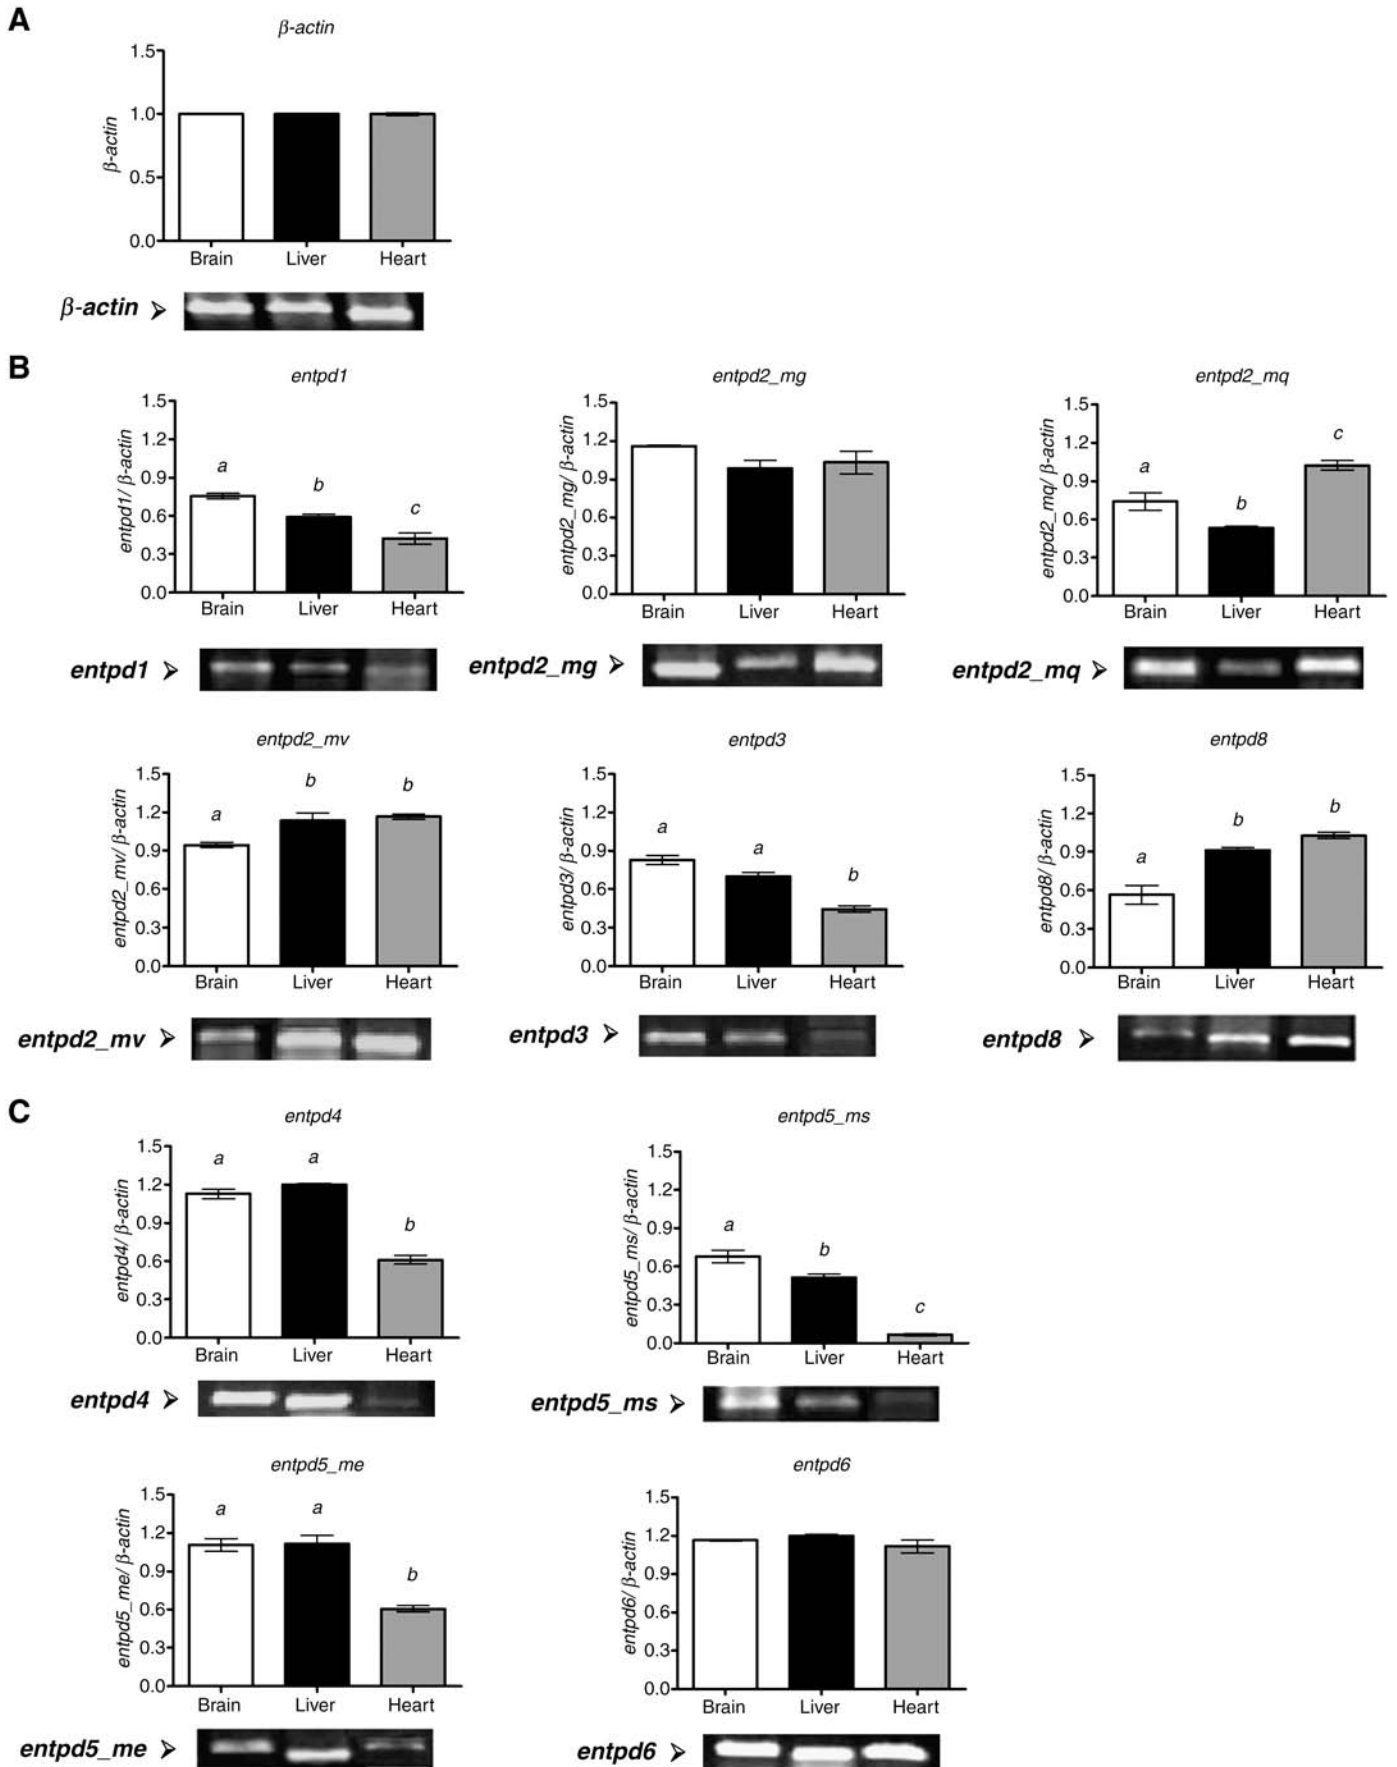 A
β-actin
β-actin
1.5
1.0
0.5
0.0
Brain Liver Heart
β-actin
B
entpd1
entpd1/ β-actin
1.5
1.2
0.9
0.6
0.3
0.0
a b c
Brain Liver Heart
entpd1
entpd2_mg
entpd2_mg/ β-actin
1.5
1.2
0.9
0.6
0.3
0.0
Brain Liver Heart
entpd2_mg
entpd2_mq
entpd2_mq/ β-actin
1.5
1.2
0.9
0.6
0.3
0.0
a b c
Brain Liver Heart
entpd2_mq
entpd2_mv
entpd2_mv/ β-actin
1.5
1.2
0.9
0.6
0.3
0.0
a b b
Brain Liver Heart
entpd2_mv
entpd3
entpd3/ β-actin
1.5
1.2
0.9
0.6
0.3
0.0
a a b
Brain Liver Heart
entpd3
entpd8
entpd8/ β-actin
1.5
1.2
0.9
0.6
0.3
0.0
a b b
Brain Liver Heart
entpd8
C
entpd4
entpd4/ β-actin
1.5
1.2
0.9
0.6
0.3
0.0
a a b
Brain Liver Heart
entpd4
entpd5_ms
entpd5_ms/ β-actin
1.5
1.2
0.9
0.6
0.3
0.0
a b c
Brain Liver Heart
entpd5_ms
entpd5_me
entpd5_me/ β-actin
1.5
1.2
0.9
0.6
0.3
0.0
a a b
Brain Liver Heart
entpd5_me
entpd6
entpd6/ β-actin
1.5
1.2
0.9
0.6
0.3
0.0
Brain Liver Heart
entpd6